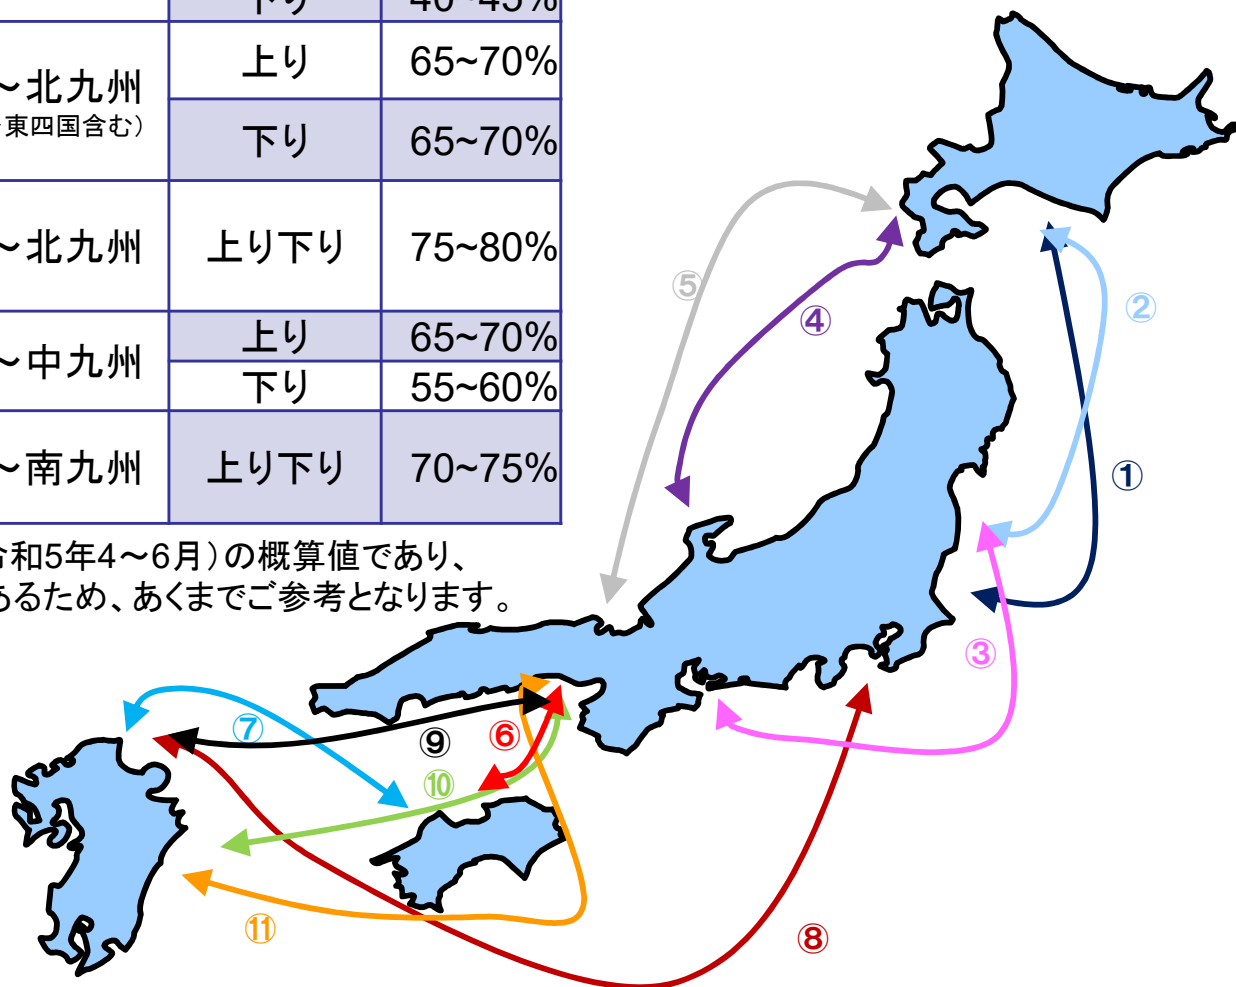 下り 40~45%
～北九州 上り 65~70%
東四国含む） 下り 65~70%
～北九州 上り下り 75~80%
～中九州 上り 65~70%
下り 55~60%
～南九州 上り下り 70~75%
令和5年4～6月）の概算値であり、
あるため、あくまでご参考となります。
⑤
④
②
①
③
⑦
⑨
⑥
⑩
⑪
⑧